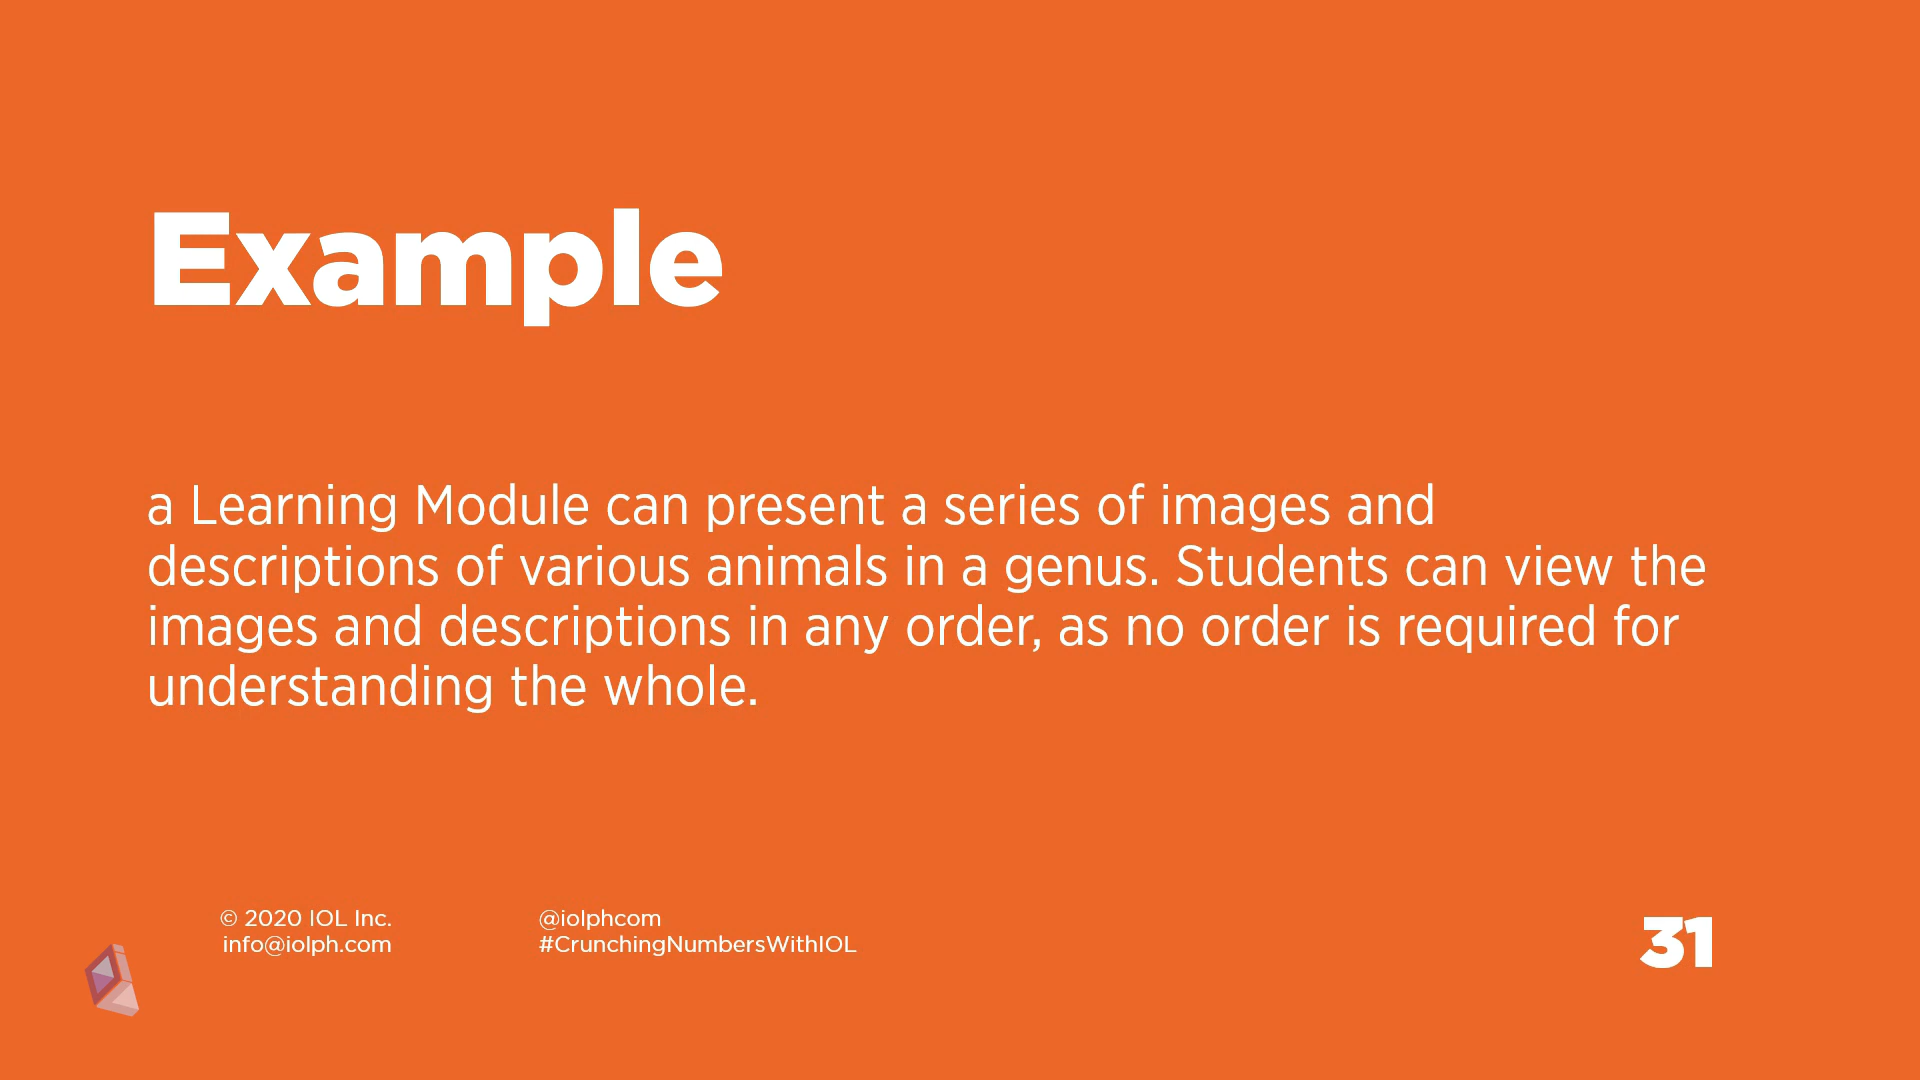 Example
a Learning Module can present a series of images and
descriptions of various animals in a genus. Students can view the
images and descriptions in any order, as no order is required for
understanding the whole.
© 2020 IOL Inc.
info@iolph.com
@iolphcom
#CrunchingNumbersWithIOL
31